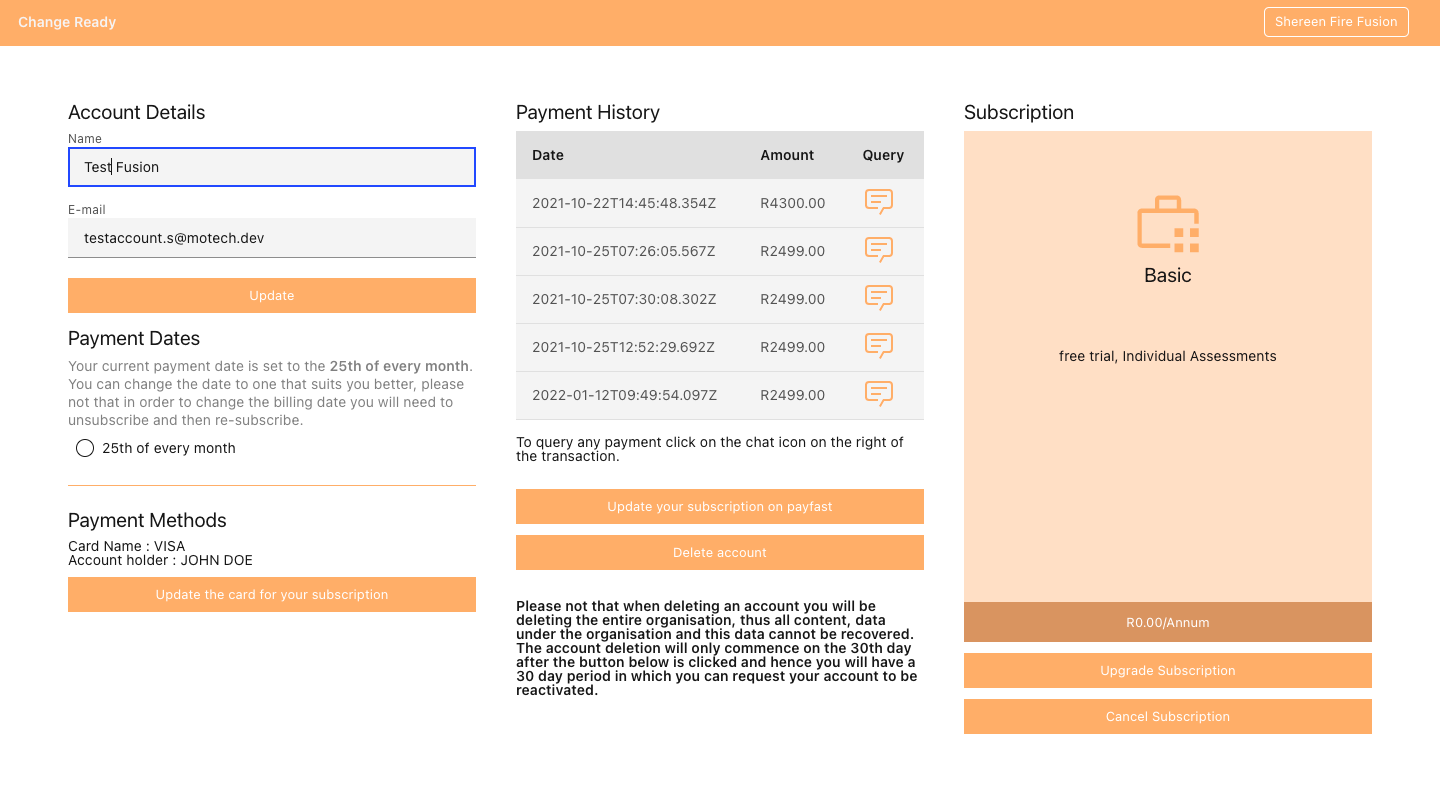 Change Ready
Shereen Fire Fusion
Account Details
Name
Test Fusion
E-mail
testaccount.s@motech.dev
Update
Payment Dates
Your current payment date is set to the 25th of every month.
You can change the date to one that suits you better, please
not that in order to change the billing date you will need to
unsubscribe and then re-subscribe.
25th of every month
Payment Methods
Card Name : VISA
Account holder : JOHN DOE
Update the card for your subscription
Payment History
Date Amount Query
2021-10-22T14:45:48.354Z R4300.00
2021-10-25T07:26:05.567Z R2499.00
2021-10-25T07:30:08.302Z R2499.00
2021-10-25T12:52:29.692Z R2499.00
2022-01-12T09:49:54.097Z R2499.00
To query any payment click on the chat icon on the right of
the transaction.
Update your subscription on payfast
Delete account
Please not that when deleting an account you will be
deleting the entire organisation, thus all content, data
under the organisation and this data cannot be recovered.
The account deletion will only commence on the 30th day
after the button below is clicked and hence you will have a
30 day period in which you can request your account to be
reactivated.
Subscription
Basic
free trial, Individual Assessments
R0.00/Annum
Upgrade Subscription
Cancel Subscription